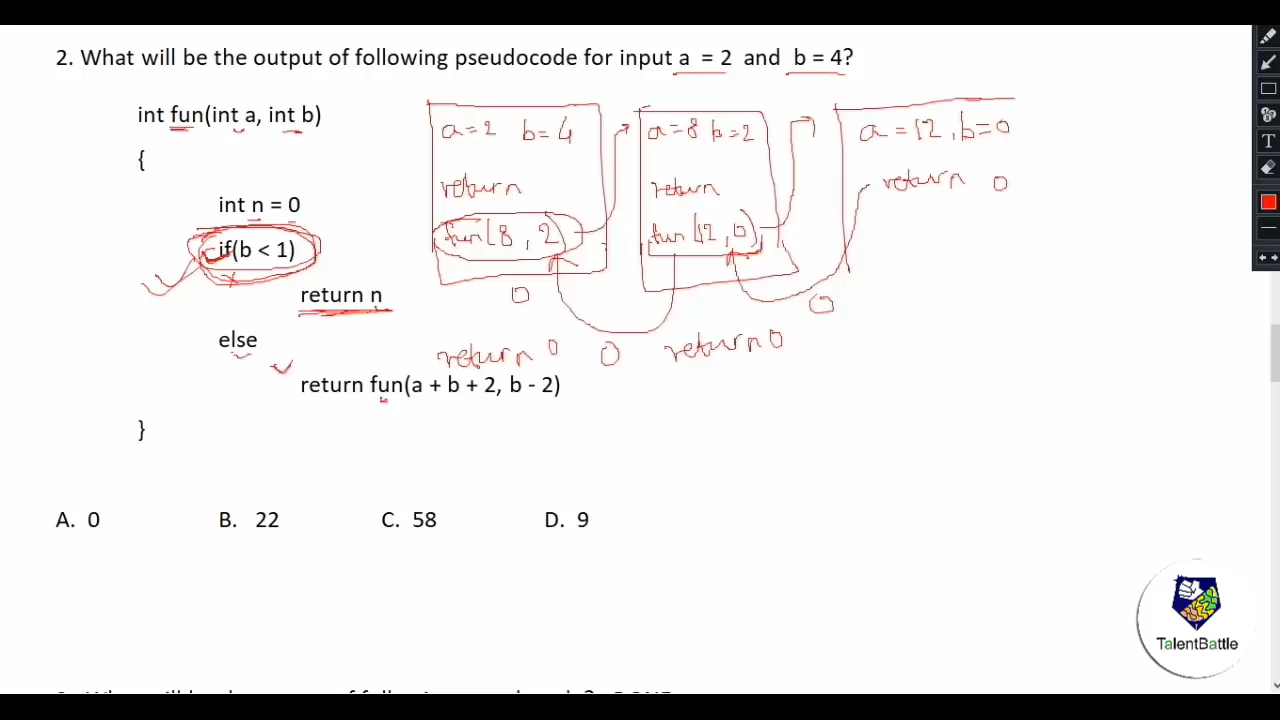 2. What will be the output of following pseudocode for input a = 2 and b = 4?
int fun(int a, int b)
{
int n = 0
if(b < 1)
return n
else
return fun(a + b + 2, b - 2)
}
a=2 b=4
return
fun(8, 2)
0
return 0
0
a=8 b=2
return
fun(12, 0)
return 0
a=12, b=0
return 0
0
A. 0 B. 22 C. 58 D. 9
TalentBattle
T